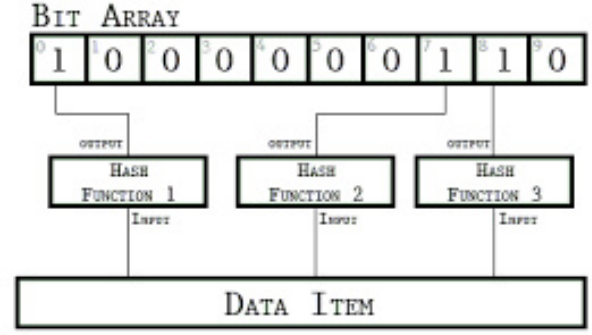 Bit Array
0 1 2 3 4 5 6 7 8 9
1 0 0 0 0 0 0 1 1 0
output output output
Hash Hash Hash
Function 1 Function 2 Function 3
Input Input Input
Data Item